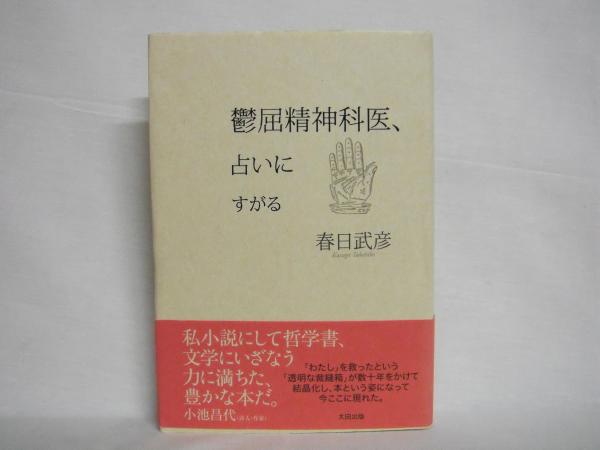 鬱屈精神科医、
占いに
すがる
春日武彦
Kasuga Takehiko
私小説にして哲学書、
文学にいざなう
力に満ちた、
豊かな本だ。
小池昌代(詩人・作家)
「わたし」を救ったという
「透明な裁縫箱」が数十年をかけて
結晶化し、本という姿になって
今ここに現れた。
太田出版